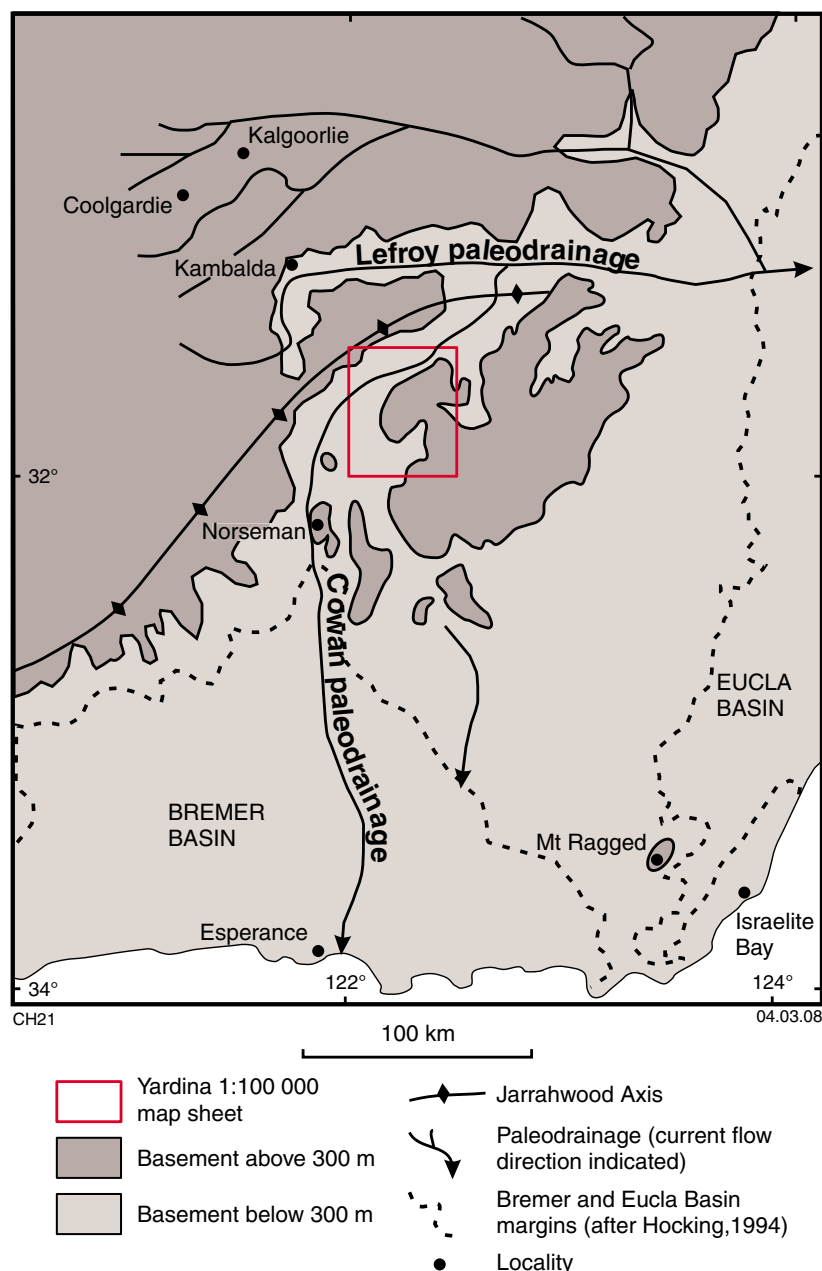 Kalgoorlie
Coolgardie
Kambalda
Lefroy paleodrainage
32°
Norseman
Cowan paleodrainage
EUCLA
BASIN
BREMER
BASIN
Mt Ragged
Esperance
Israelite
Bay
34°
122°
124°
CH21
04.03.08
100 km
Yardina 1:100 000
map sheet
Basement above 300 m
Basement below 300 m
Jarrahwood Axis
Paleodrainage (current flow
direction indicated)
Bremer and Eucla Basin
margins (after Hocking,1994)
Locality